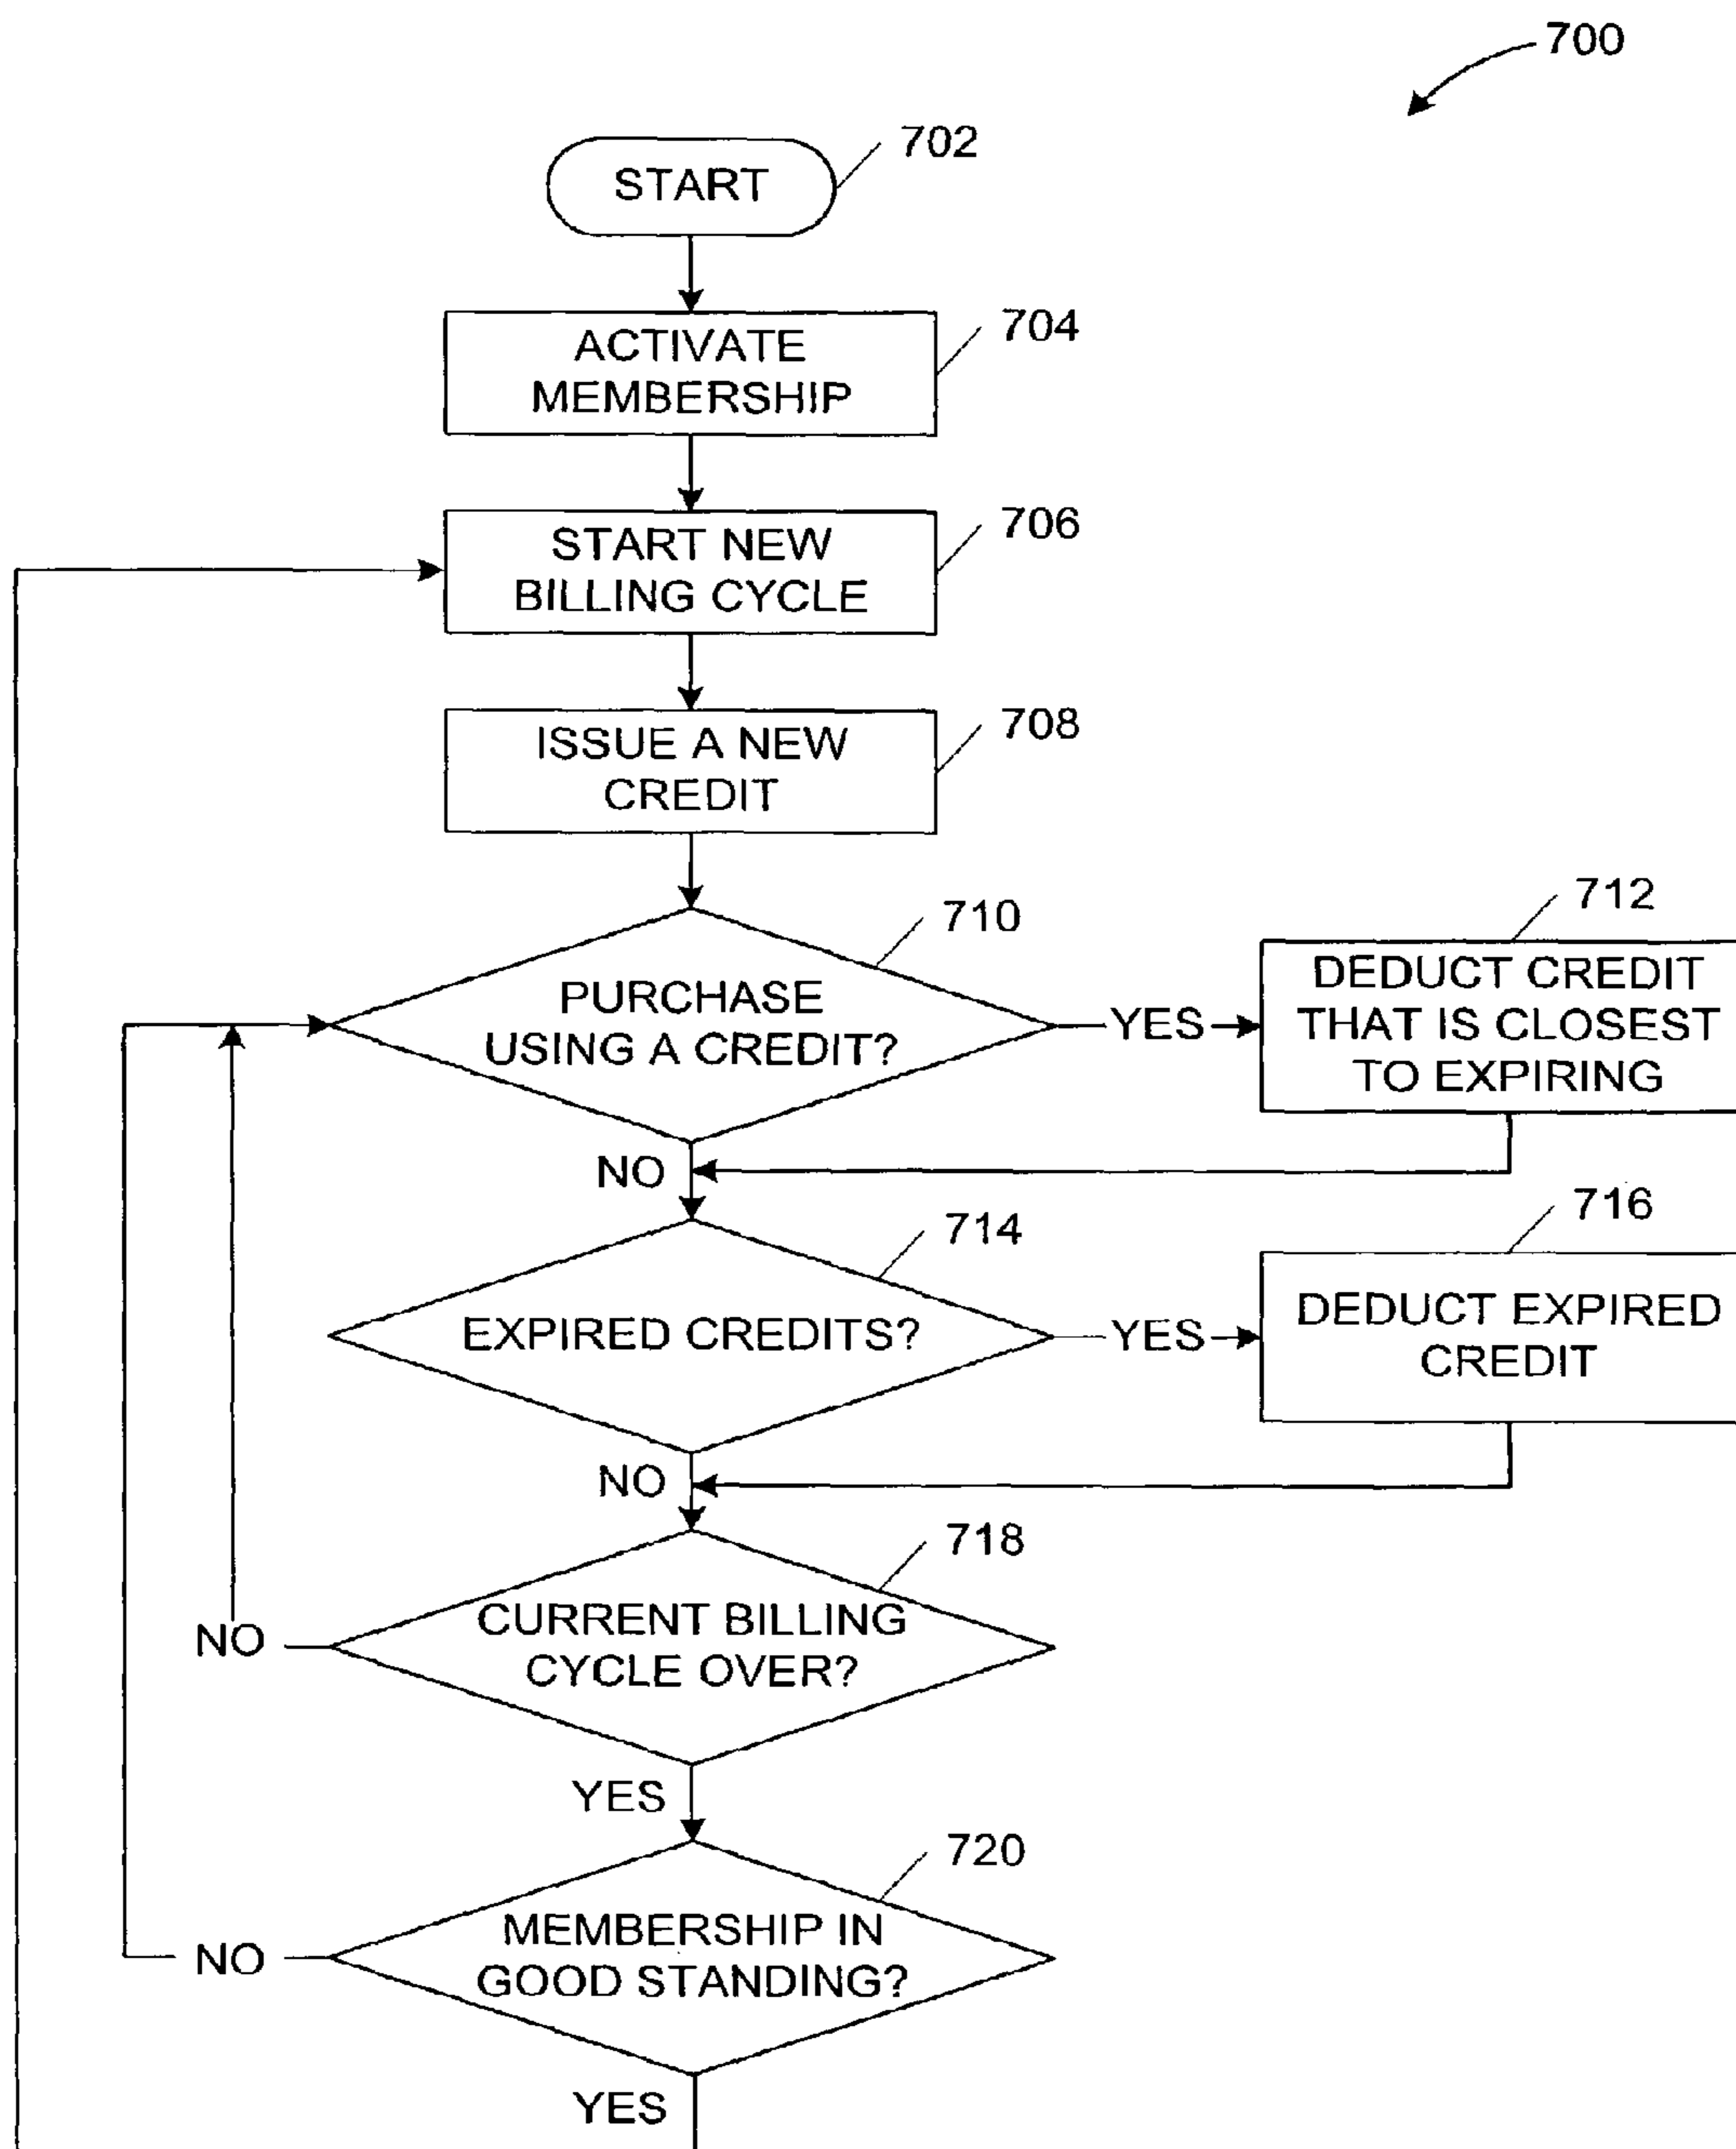 700
702
START
704
ACTIVATE
MEMBERSHIP
706
START NEW
BILLING CYCLE
708
ISSUE A NEW
CREDIT
710
PURCHASE
USING A CREDIT?
YES
712
DEDUCT CREDIT
THAT IS CLOSEST
TO EXPIRING
NO
714
EXPIRED CREDITS?
YES
716
DEDUCT EXPIRED
CREDIT
NO
718
CURRENT BILLING
CYCLE OVER?
NO
YES
720
MEMBERSHIP IN
GOOD STANDING?
NO
YES